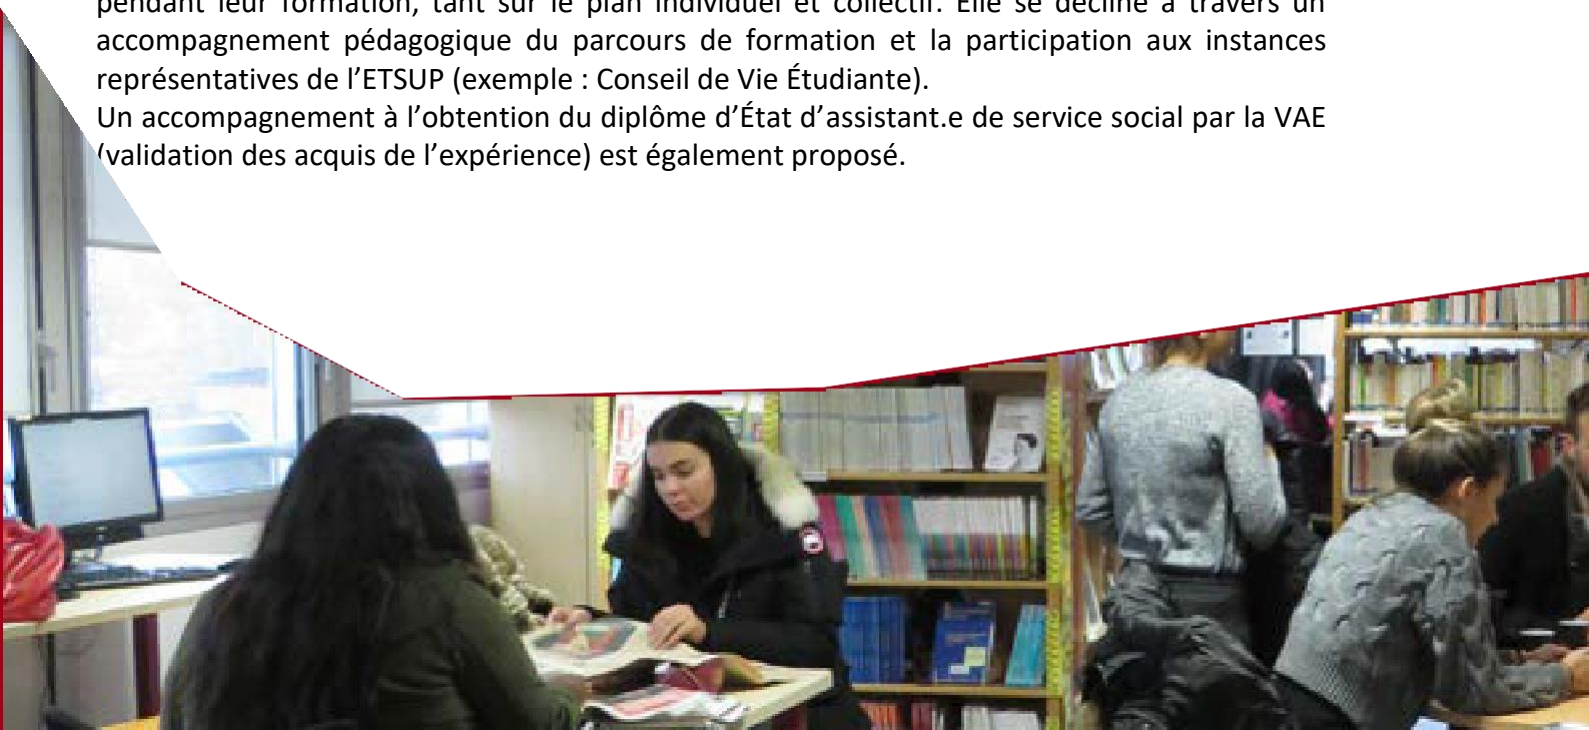 pendant leur formation, tant sur le plan individuel et collectif. Elle se décline à travers un
accompagnement pédagogique du parcours de formation et la participation aux instances
représentatives de l’ETSUP (exemple : Conseil de Vie Étudiante).
Un accompagnement à l’obtention du diplôme d’État d’assistant.e de service social par la VAE
(validation des acquis de l’expérience) est également proposé.